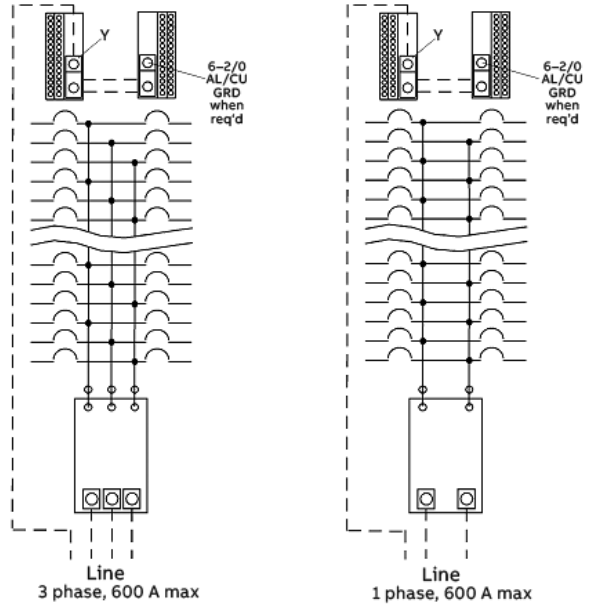 Y
6–2/0
AL/CU
GRD
when
req'd
Line
3 phase, 600 A max
Y
6–2/0
AL/CU
GRD
when
req'd
Line
1 phase, 600 A max